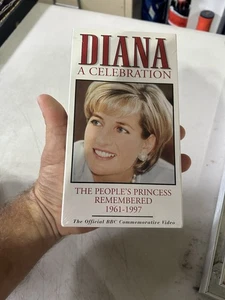 DIANA
A CELEBRATION
THE PEOPLE'S PRINCESS
REMEMBERED
1961-1997
The Official BBC Commemorative Video